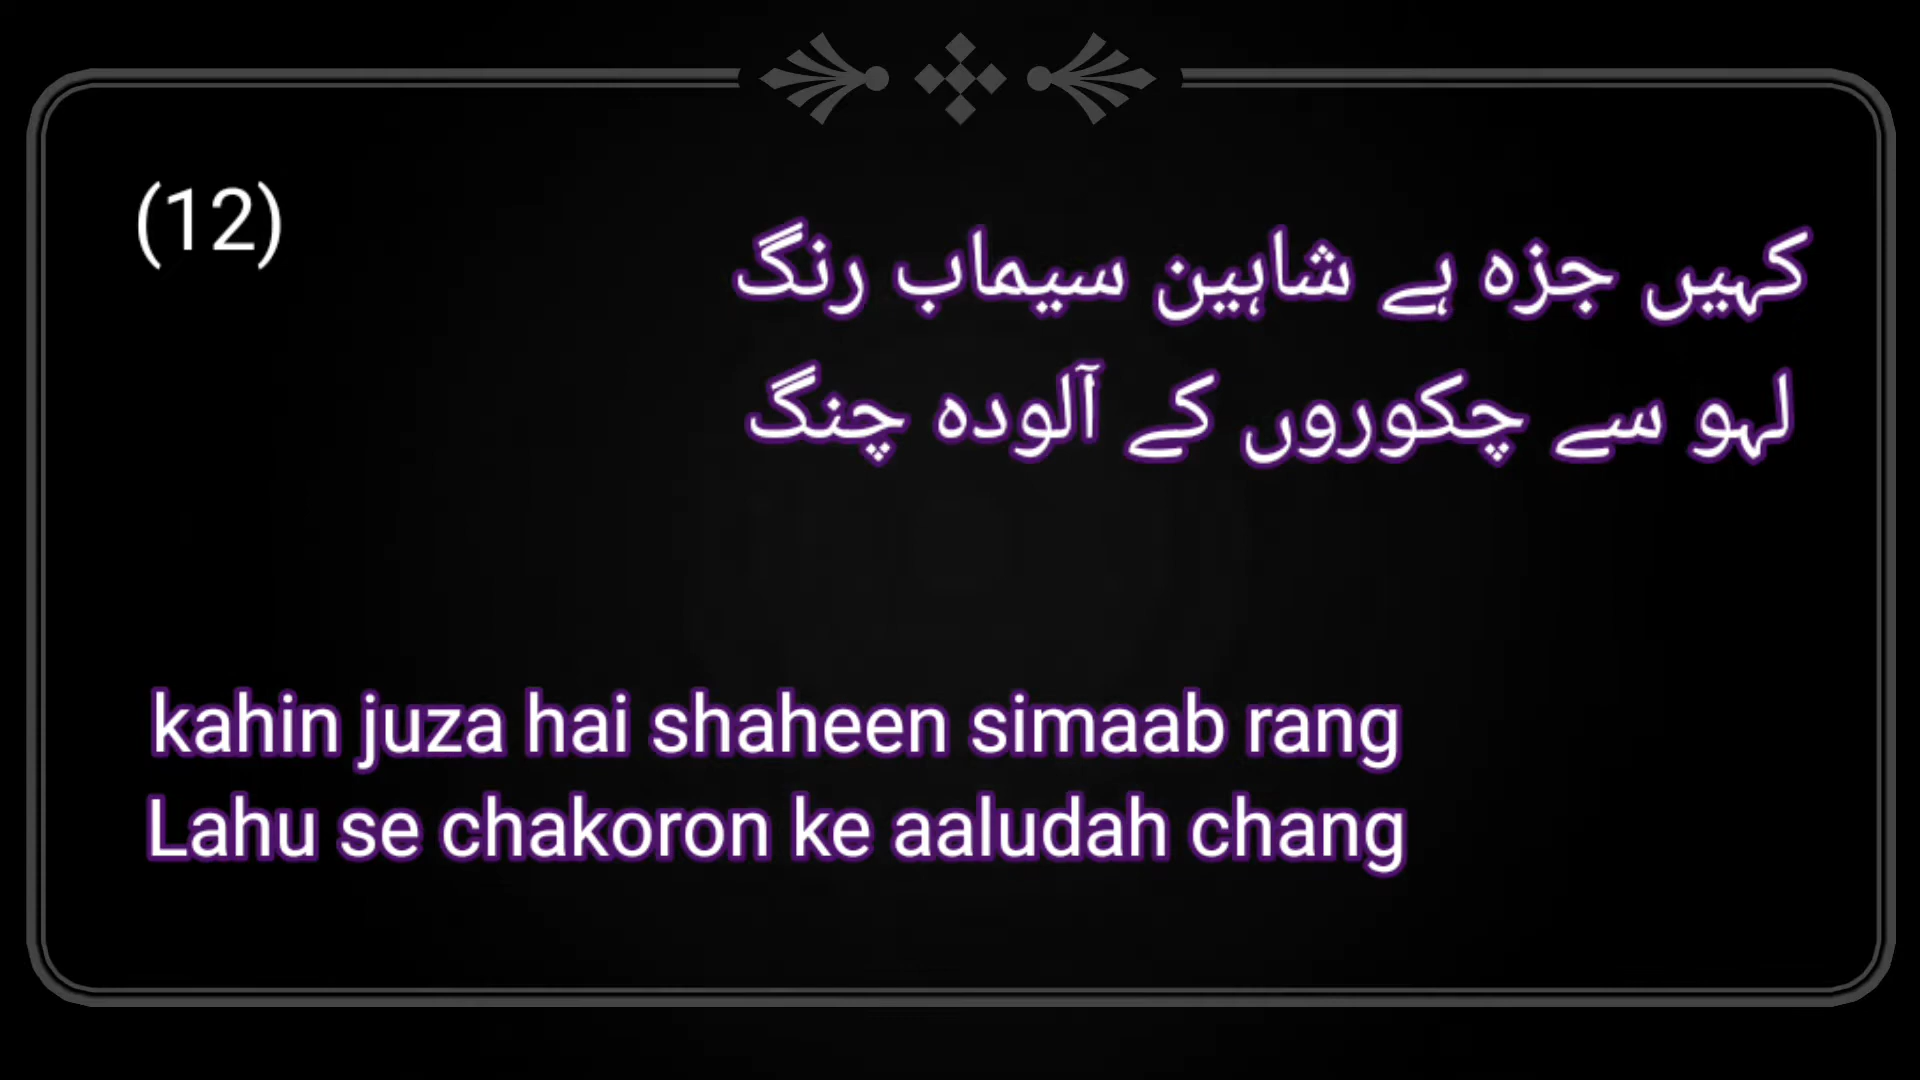 (12)
کہیں جزہ ہے شاہین سیماب رنگ
لہو سے چکوروں کے آلودہ چنگ
kahin juza hai shaheen simaab rang
Lahu se chakoron ke aaludah chang